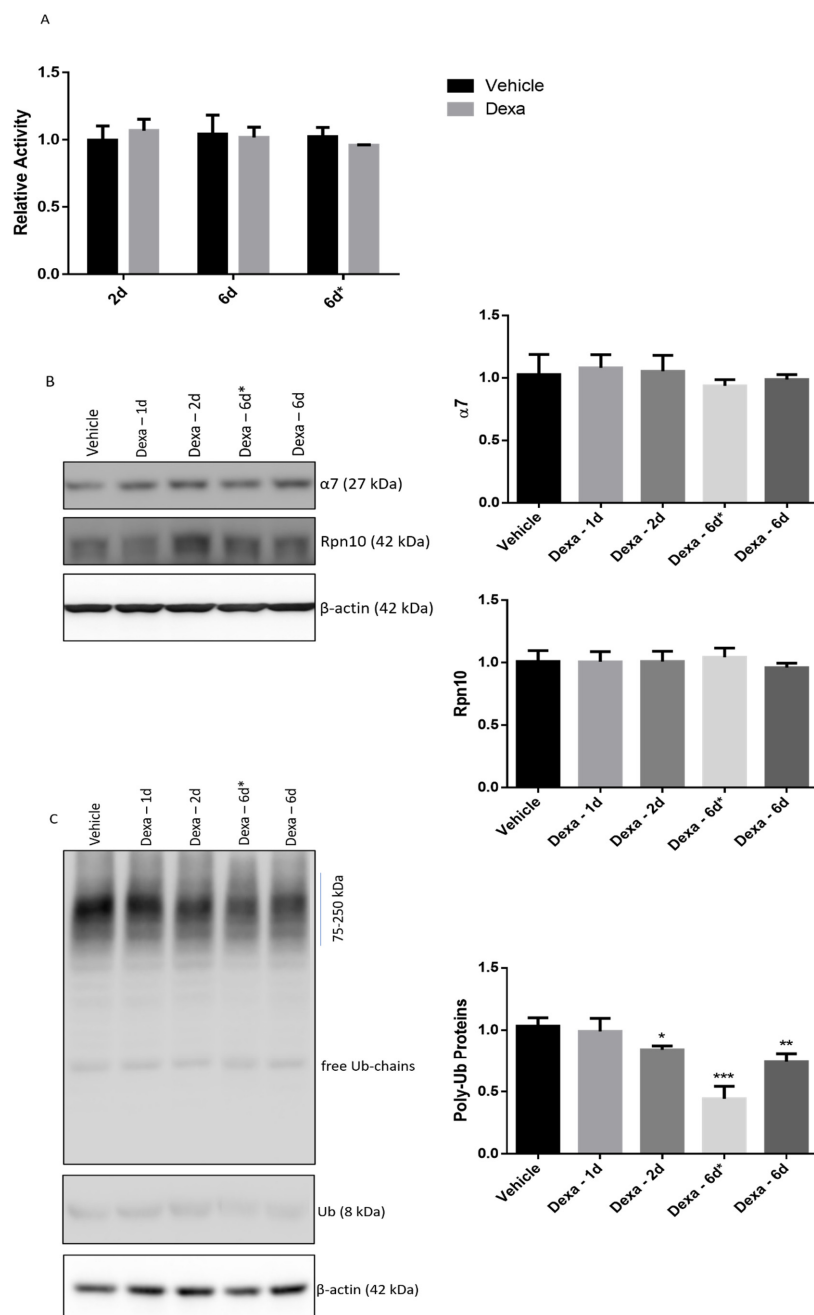 A
Vehicle
Dexa
Relative Activity
1.5
1.0
0.5
0.0
2d
6d
6d*
B
Vehicle
Dexa – 1d
Dexa – 2d
Dexa – 6d*
Dexa – 6d
α7 (27 kDa)
Rpn10 (42 kDa)
β-actin (42 kDa)
α7
1.5
1.0
0.5
0.0
Vehicle
Dexa - 1d
Dexa - 2d
Dexa - 6d*
Dexa - 6d
Rpn10
1.5
1.0
0.5
0.0
Vehicle
Dexa - 1d
Dexa - 2d
Dexa - 6d*
Dexa - 6d
C
Vehicle
Dexa – 1d
Dexa – 2d
Dexa – 6d*
Dexa – 6d
75-250 kDa
free Ub-chains
Ub (8 kDa)
β-actin (42 kDa)
Poly-Ub Proteins
1.5
1.0
0.5
0.0
*
***
**
Vehicle
Dexa - 1d
Dexa - 2d
Dexa - 6d*
Dexa - 6d